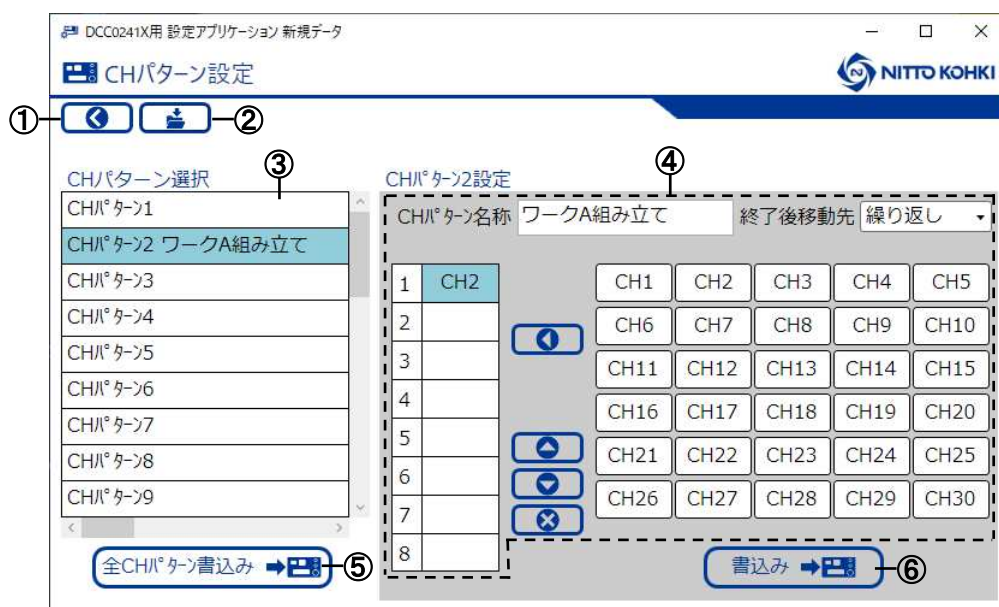 DCC0241X用 設定アプリケーション 新規データ
CHパターン設定
NITTO KOHKI
①
②
CHパターン選択
③
CHﾊﾟﾀｰﾝ1
CHﾊﾟﾀｰﾝ2 ワークA組み立て
CHﾊﾟﾀｰﾝ3
CHﾊﾟﾀｰﾝ4
CHﾊﾟﾀｰﾝ5
CHﾊﾟﾀｰﾝ6
CHﾊﾟﾀｰﾝ7
CHﾊﾟﾀｰﾝ8
CHﾊﾟﾀｰﾝ9
全CHﾊﾟﾀｰﾝ書込み
⑤
CHﾊﾟﾀｰﾝ2設定
④
CHﾊﾟﾀｰﾝ名称 ワークA組み立て 終了後移動先 繰り返し
1 CH2
2
3
4
5
6
7
8
CH1 CH2 CH3 CH4 CH5
CH6 CH7 CH8 CH9 CH10
CH11 CH12 CH13 CH14 CH15
CH16 CH17 CH18 CH19 CH20
CH21 CH22 CH23 CH24 CH25
CH26 CH27 CH28 CH29 CH30
書込み
⑥